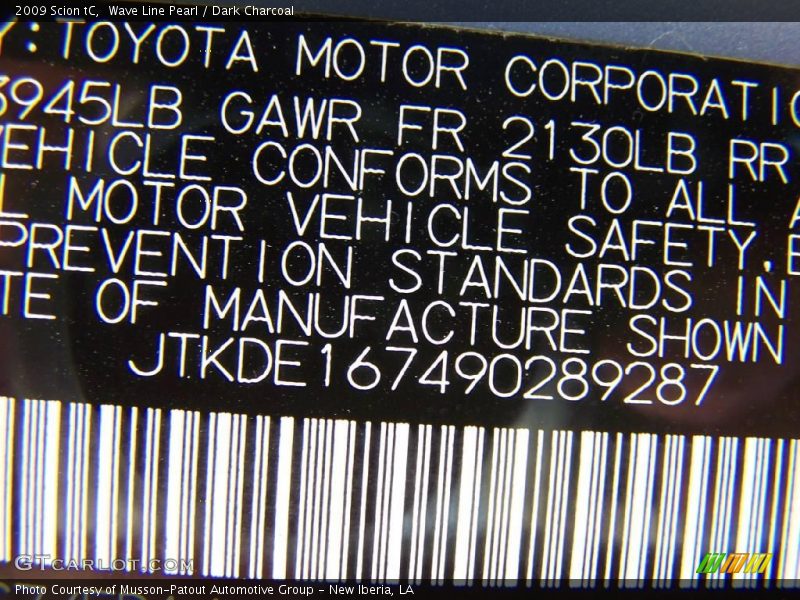 2009 Scion tC, Wave Line Pearl / Dark Charcoal
Y:TOYOTA MOTOR CORPORATIO
3945LB GAWR FR 2130LB RR
VEHICLE CONFORMS TO ALL A
L MOTOR VEHICLE SAFETY,B
PREVENTION STANDARDS IN
TE OF MANUFACTURE SHOWN
JTKDE167490289287
GTcarlot.com
Photo Courtesy of Musson-Patout Automotive Group - New Iberia, LA